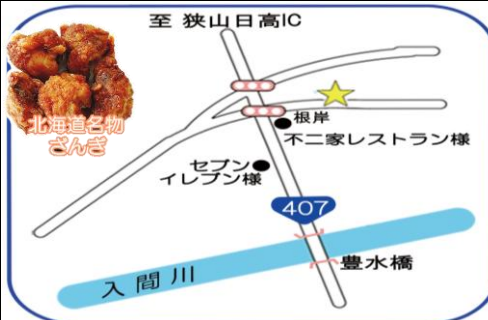 至 狭山日高IC
北海道名物
ざんぎ
根岸
不二家レストラン様
セブン
イレブン様
407
豊水橋
入間川